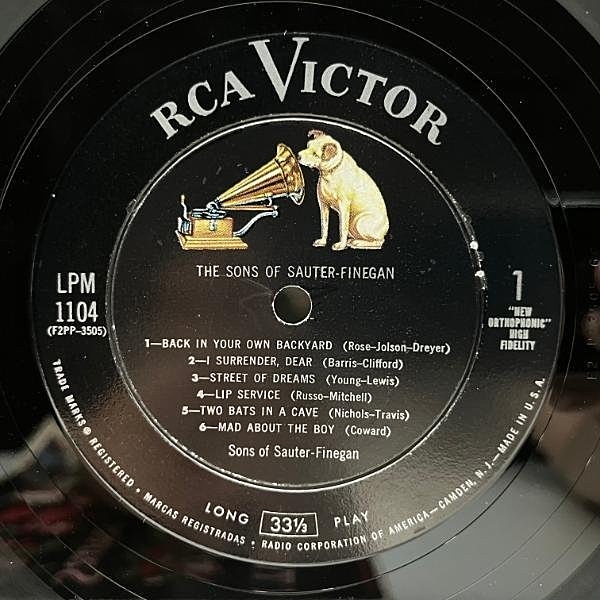 RCA VICTOR
THE SONS OF SAUTER-FINEGAN
LPM
1104
(F2PP-3505)
1
"NEW
ORTHOPHONIC"
HIGH
FIDELITY
1—BACK IN YOUR OWN BACKYARD (Rose-Jolson-Dreyer)
2—I SURRENDER, DEAR (Barris-Clifford)
3—STREET OF DREAMS (Young-Lewis)
4—LIP SERVICE (Russo-Mitchell)
5—TWO BATS IN A CAVE (Nichols-Travis)
6—MAD ABOUT THE BOY (Coward)
Sons of Sauter-Finegan
LONG 33⅓ PLAY
TRADE MARKS ® REGISTERED • MARCAS REGISTRADAS • RADIO CORPORATION OF AMERICA—CAMDEN, N. J.—MADE IN U. S. A.